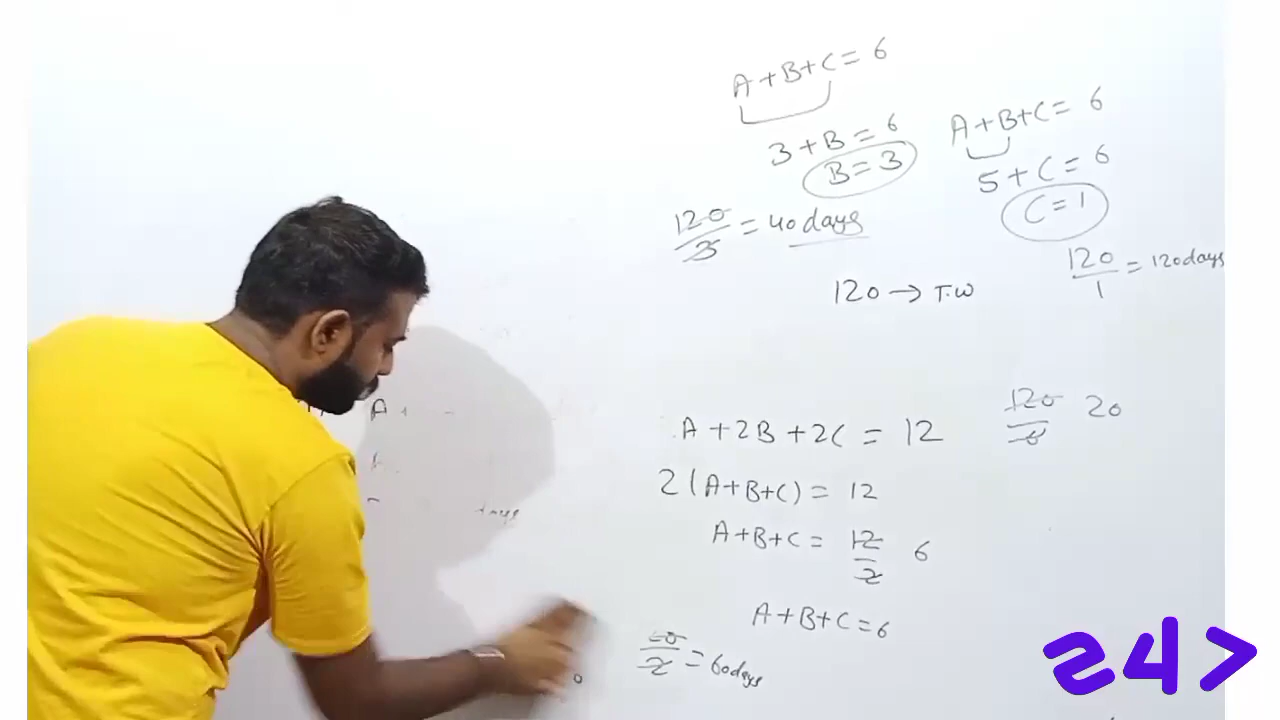 A+B+C=6
3+B=6
B=3
120/3 = 40 days
A+B+C=6
5+C=6
C=1
120/1 = 120days
120 → T.W
A+2B+2C = 12
120/6 20
2(A+B+C) = 12
A+B+C = 12/2 6
A+B+C=6
= 60days
A +
247